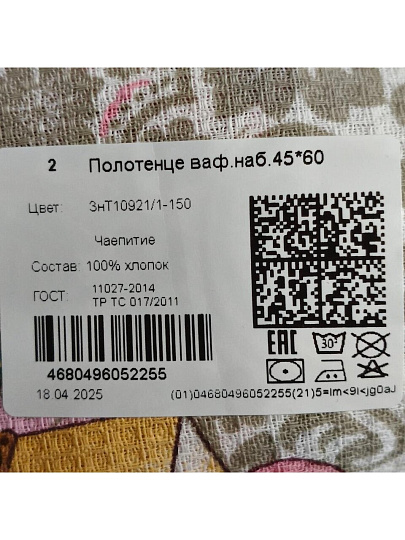 2 Полотенце ваф.наб.45*60
Цвет: ЗнТ10921/1-150
Чаепитие
Состав: 100% хлопок
ГОСТ: 11027-2014
ТР ТС 017/2011
EAC 30°
4680496052255
18 04 2025 (01)04680496052255(21)5=Im<9i<jg0aJ